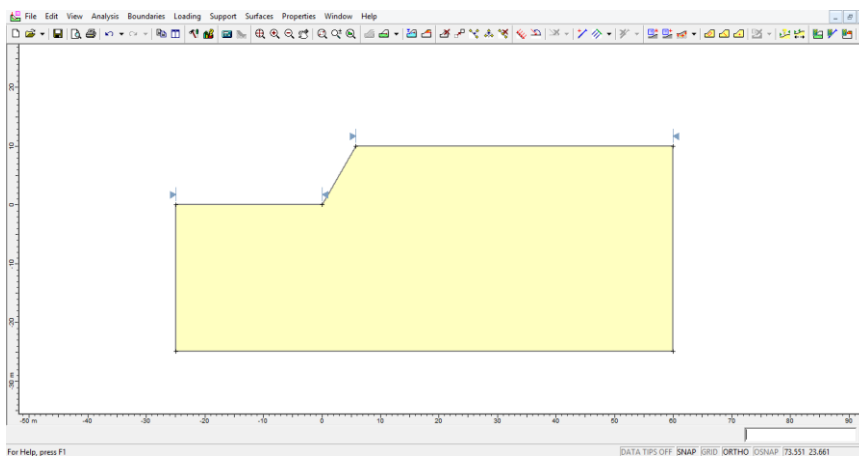 File Edit View Analysis Boundaries Loading Support Surfaces Properties Window Help
20
10
0
-10
-20
-30 m
-50 m -40 -30 -20 -10 0 10 20 30 40 50 60 70 80 90
For Help, press F1 DATA TIPS OFF SNAP GRID ORTHO OSNAP 73.551 23.661